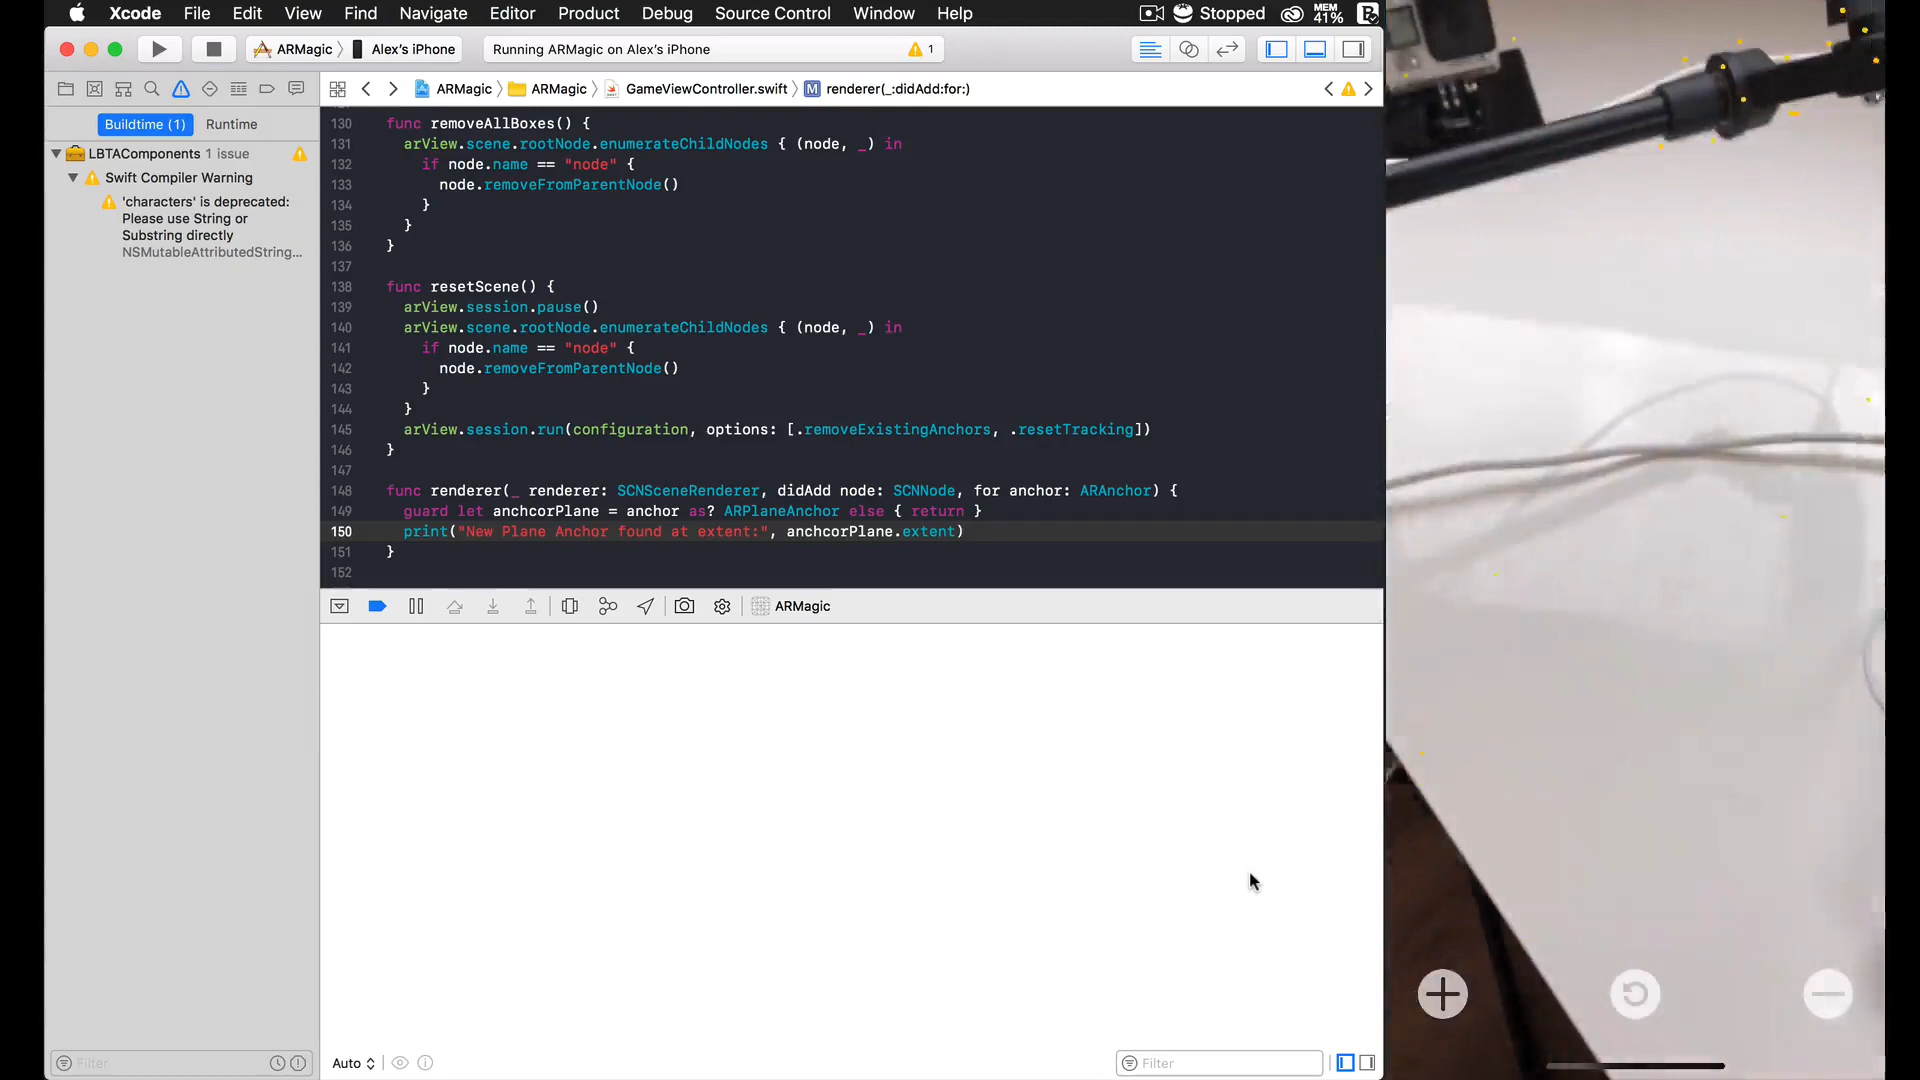 Xcode File Edit View Find Navigate Editor Product Debug Source Control Window Help Stopped MEM 41%
ARMagic Alex's iPhone Running ARMagic on Alex's iPhone 1
ARMagic ARMagic GameViewController.swift M renderer(_:didAdd:for:)
Buildtime (1) Runtime
LBTAComponents 1 issue
Swift Compiler Warning
'characters' is deprecated:
Please use String or
Substring directly
NSMutableAttributedString...
130 func removeAllBoxes() {
131 arView.scene.rootNode.enumerateChildNodes { (node, _) in
132 if node.name == "node" {
133 node.removeFromParentNode()
134 }
135 }
136 }
137
138 func resetScene() {
139 arView.session.pause()
140 arView.scene.rootNode.enumerateChildNodes { (node, _) in
141 if node.name == "node" {
142 node.removeFromParentNode()
143 }
144 }
145 arView.session.run(configuration, options: [.removeExistingAnchors, .resetTracking])
146 }
147
148 func renderer(_ renderer: SCNSceneRenderer, didAdd node: SCNNode, for anchor: ARAnchor) {
149 guard let anchcorPlane = anchor as? ARPlaneAnchor else { return }
150 print("New Plane Anchor found at extent:", anchcorPlane.extent)
151 }
152
ARMagic
Filter
Auto
Filter